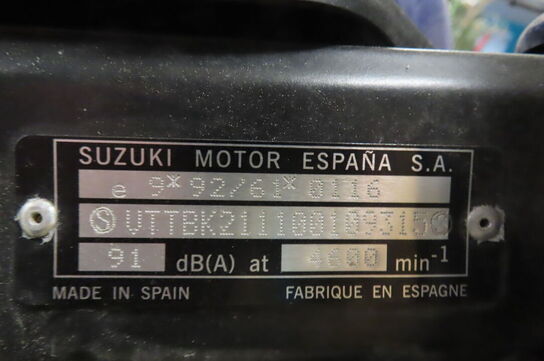 SUZUKI MOTOR ESPAÑA S.A.
e 9* 92/61* 0116
VTTBK211100109315
91 dB(A) at 4600 min-1
MADE IN SPAIN FABRIQUE EN ESPAGNE